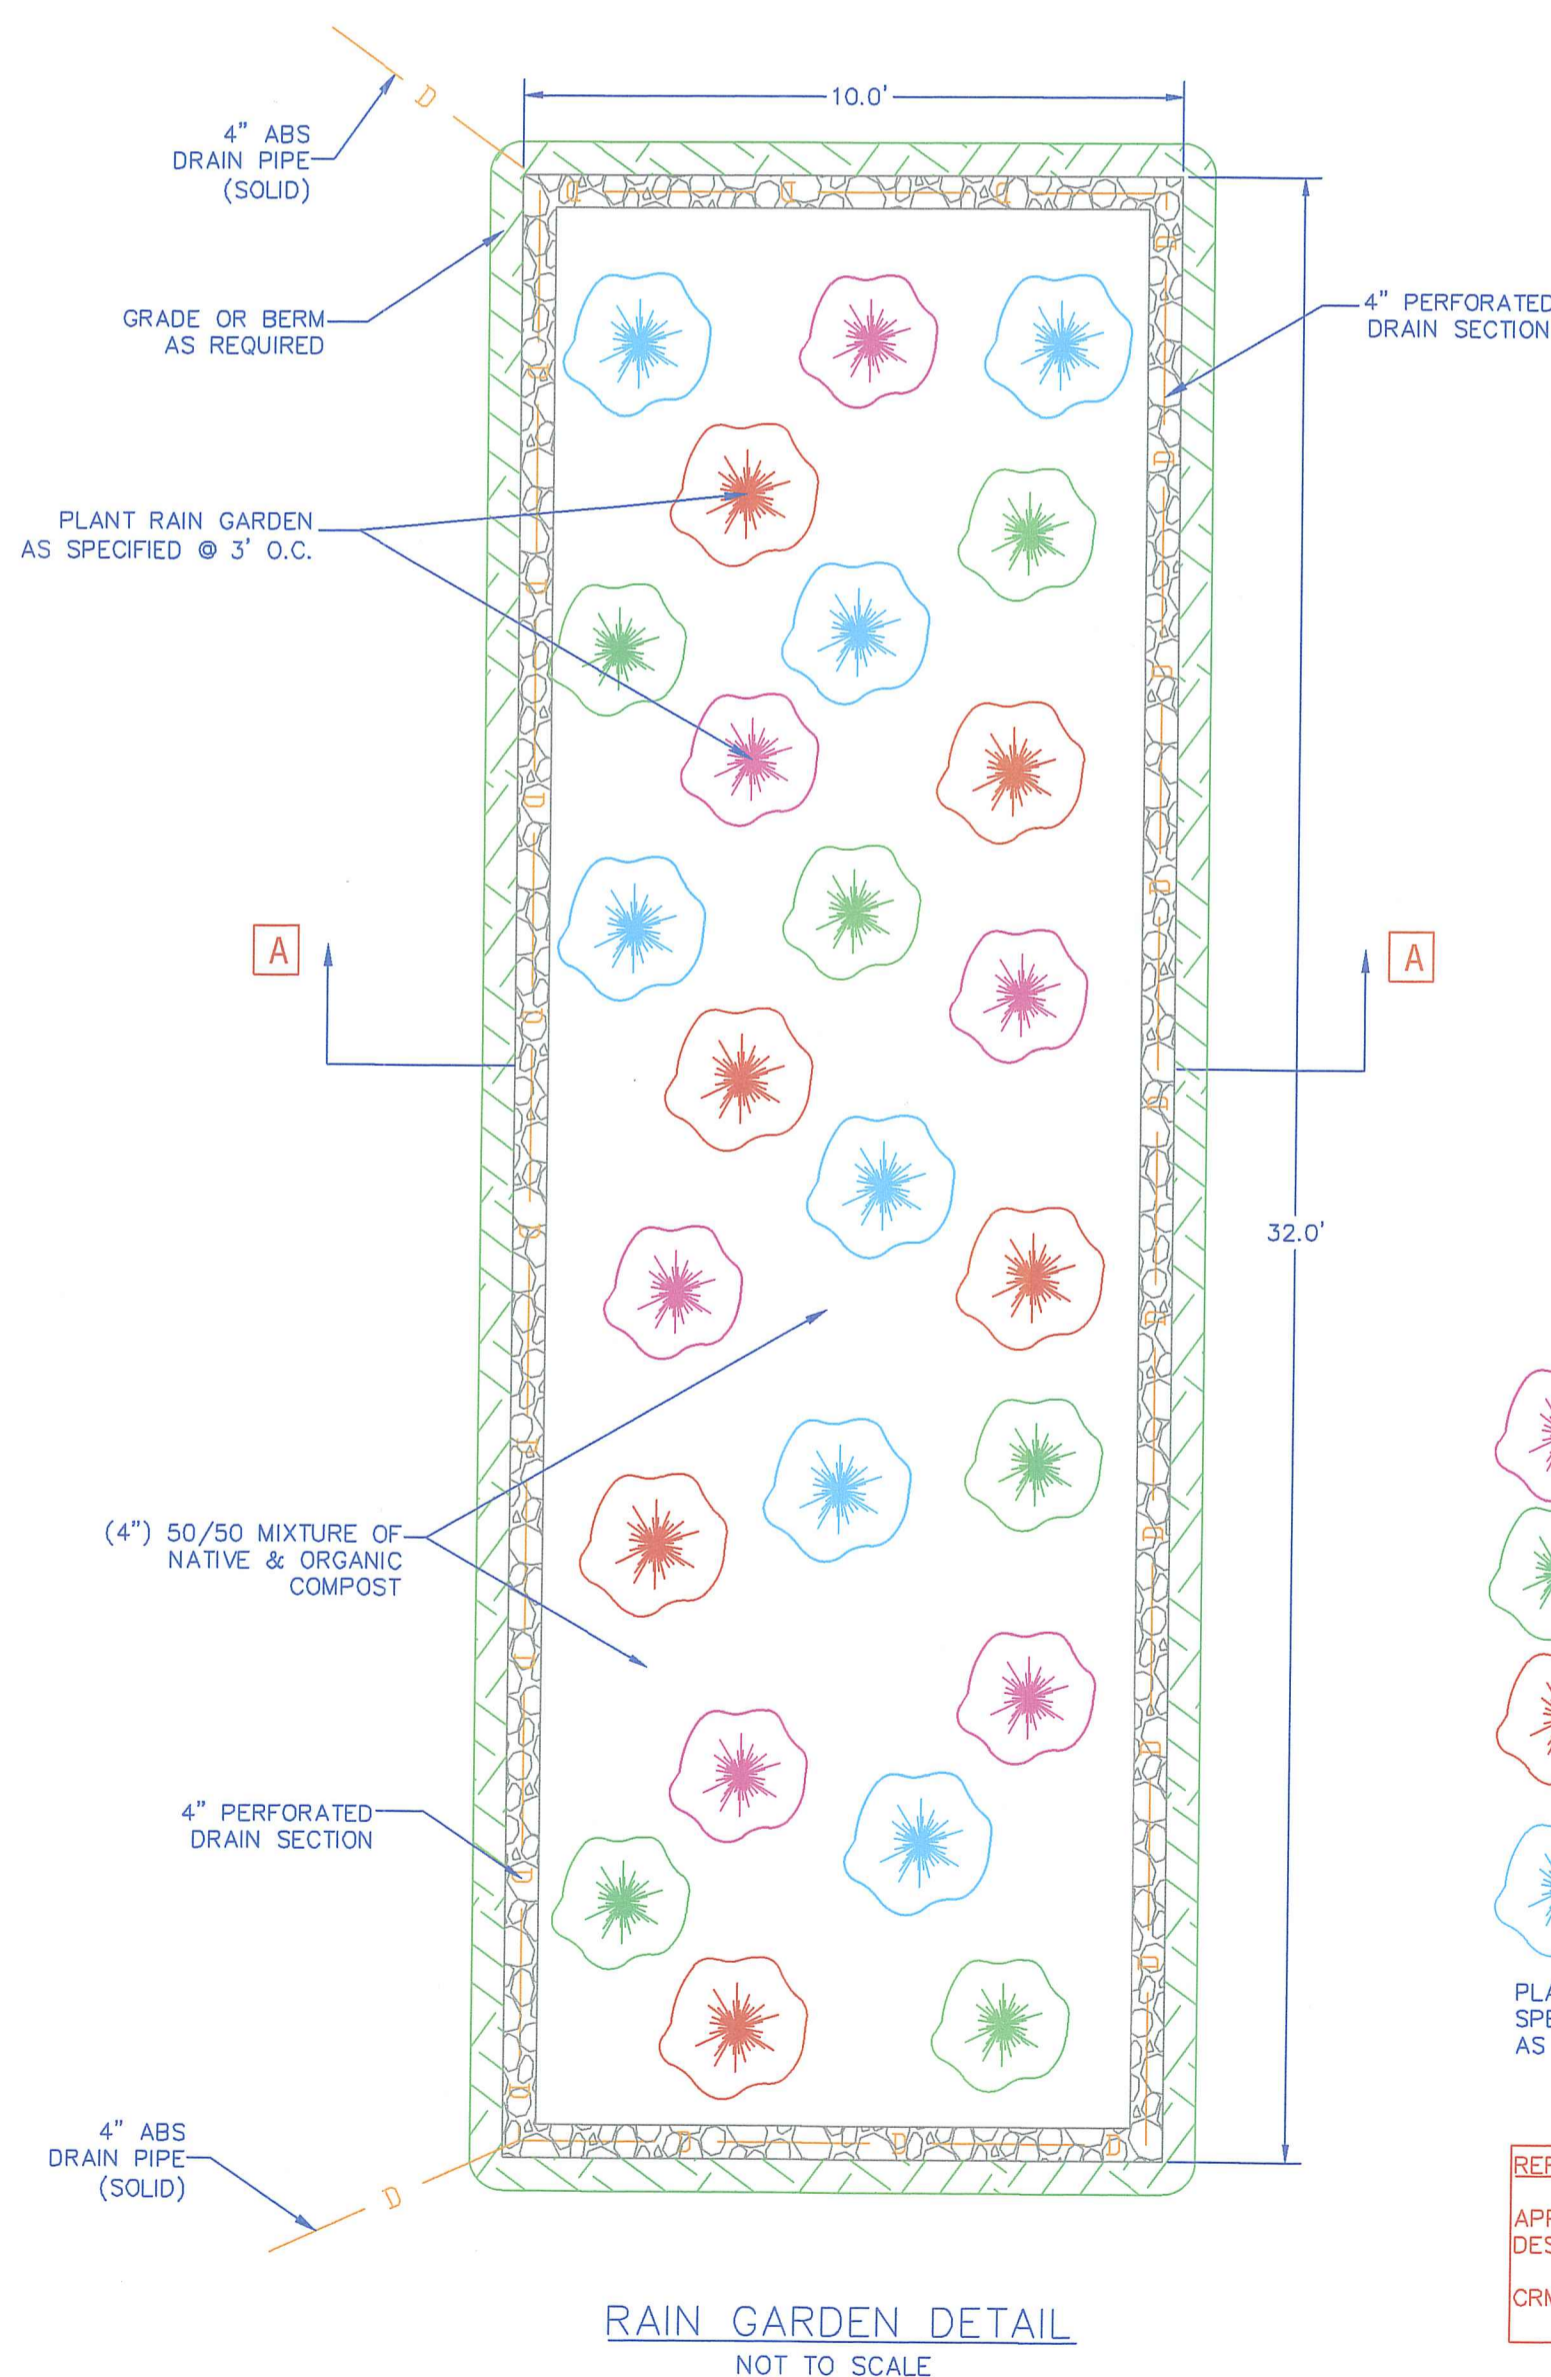 D
10.0'
4" ABS
DRAIN PIPE
(SOLID)
GRADE OR BERM
AS REQUIRED
4" PERFORATED
DRAIN SECTION
PLANT RAIN GARDEN
AS SPECIFIED @ 3' O.C.
A
A
32.0'
(4") 50/50 MIXTURE OF
NATIVE & ORGANIC
COMPOST
4" PERFORATED
DRAIN SECTION
4" ABS
DRAIN PIPE
(SOLID)
D
D
D
D
RAIN GARDEN DETAIL
NOT TO SCALE